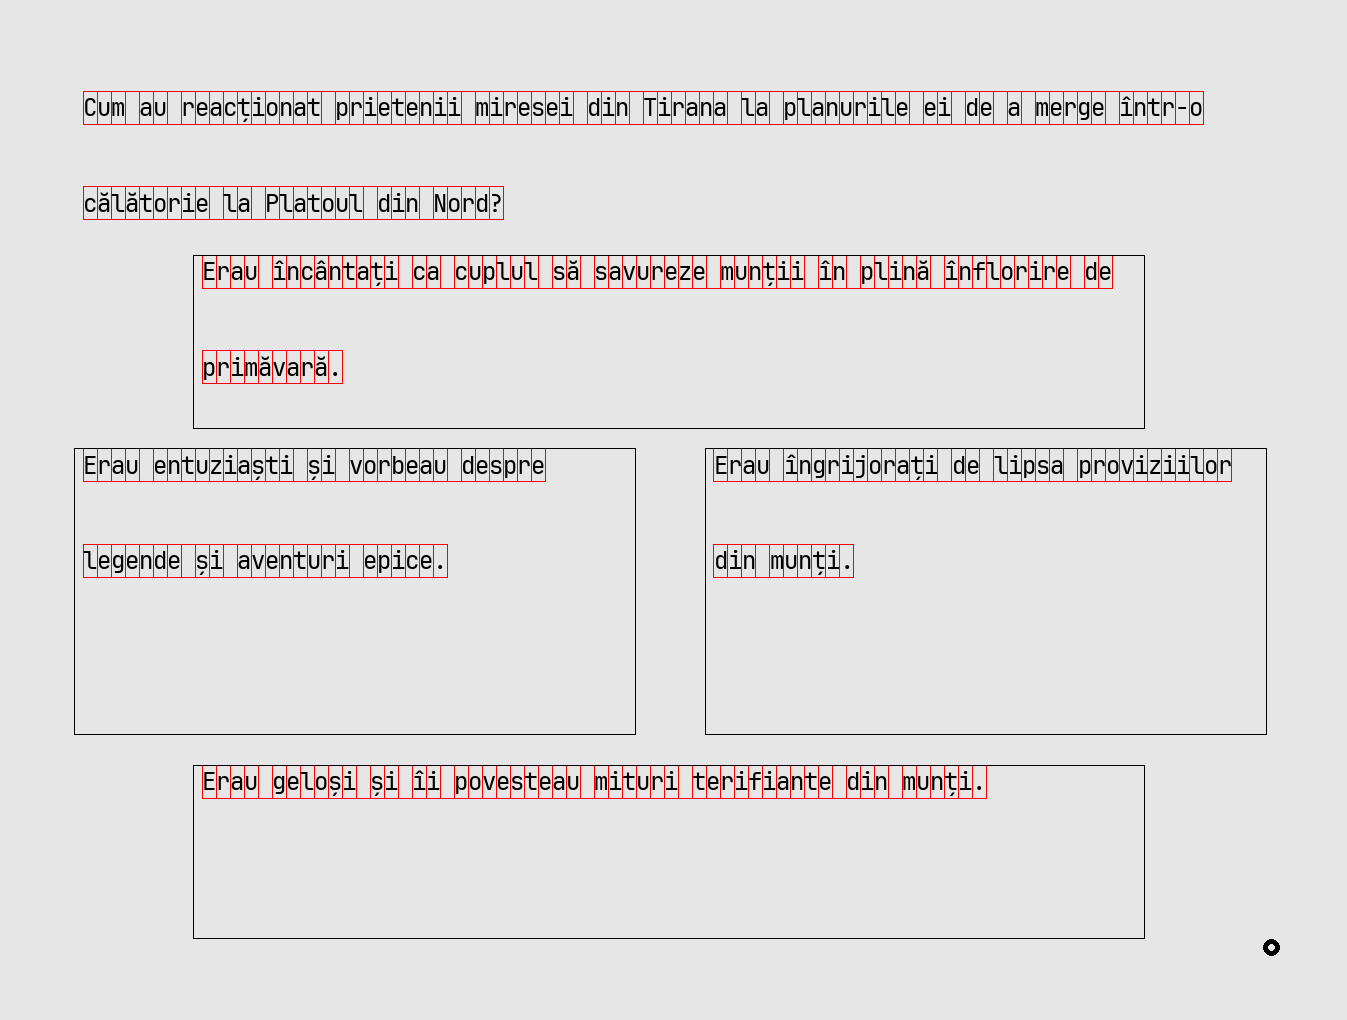 Cum au reacționat prietenii miresei din Tirana la planurile ei de a merge într-o
călătorie la Platoul din Nord?
Erau încântați ca cuplul să savureze munții în plină înflorire de
primăvară.
Erau entuziaști și vorbeau despre
legende și aventuri epice.
Erau îngrijorați de lipsa proviziilor
din munți.
Erau geloși și îi povesteau mituri terifiante din munți.